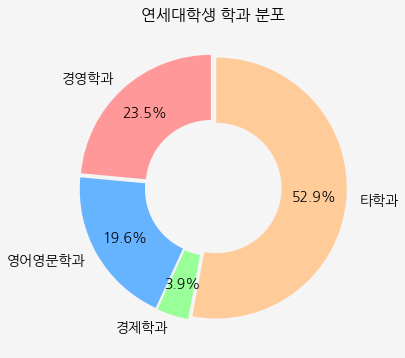 연세대학생 학과 분포
경영학과
23.5%
52.9%
타학과
19.6%
영어영문학과
3.9%
경제학과